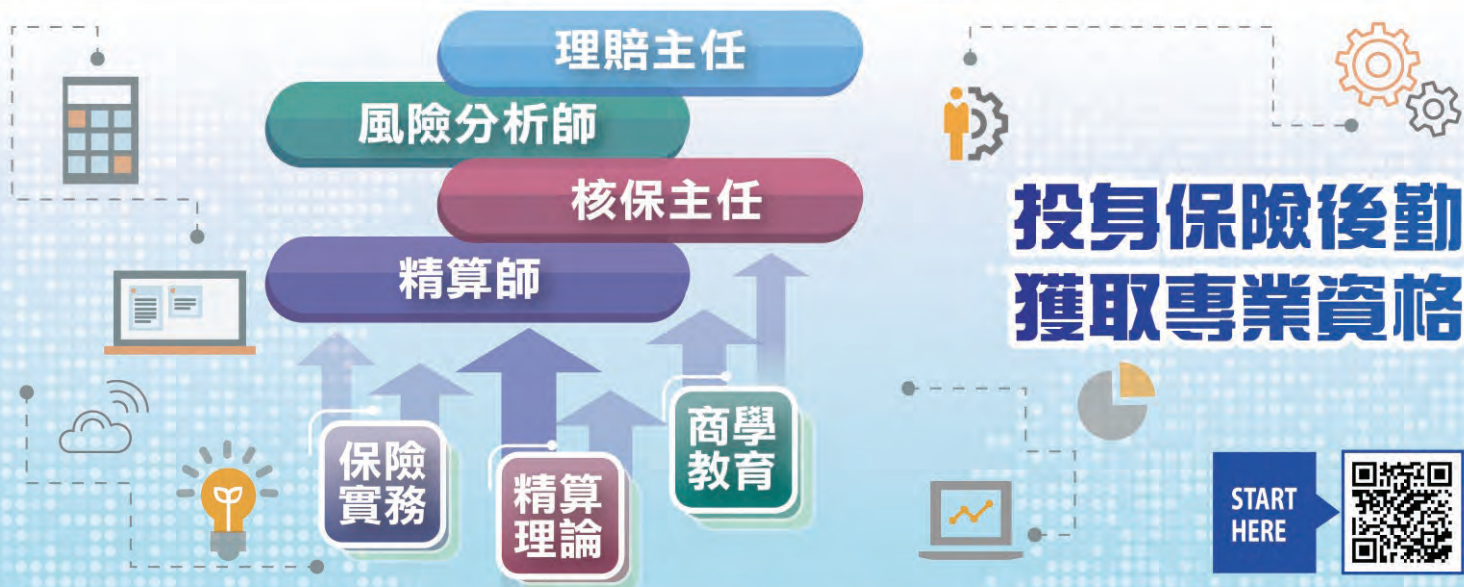 理賠主任
風險分析師
核保主任
精算師
投身保險後勤
獲取專業資格
保險
實務
精算
理論
商學
教育
START
HERE